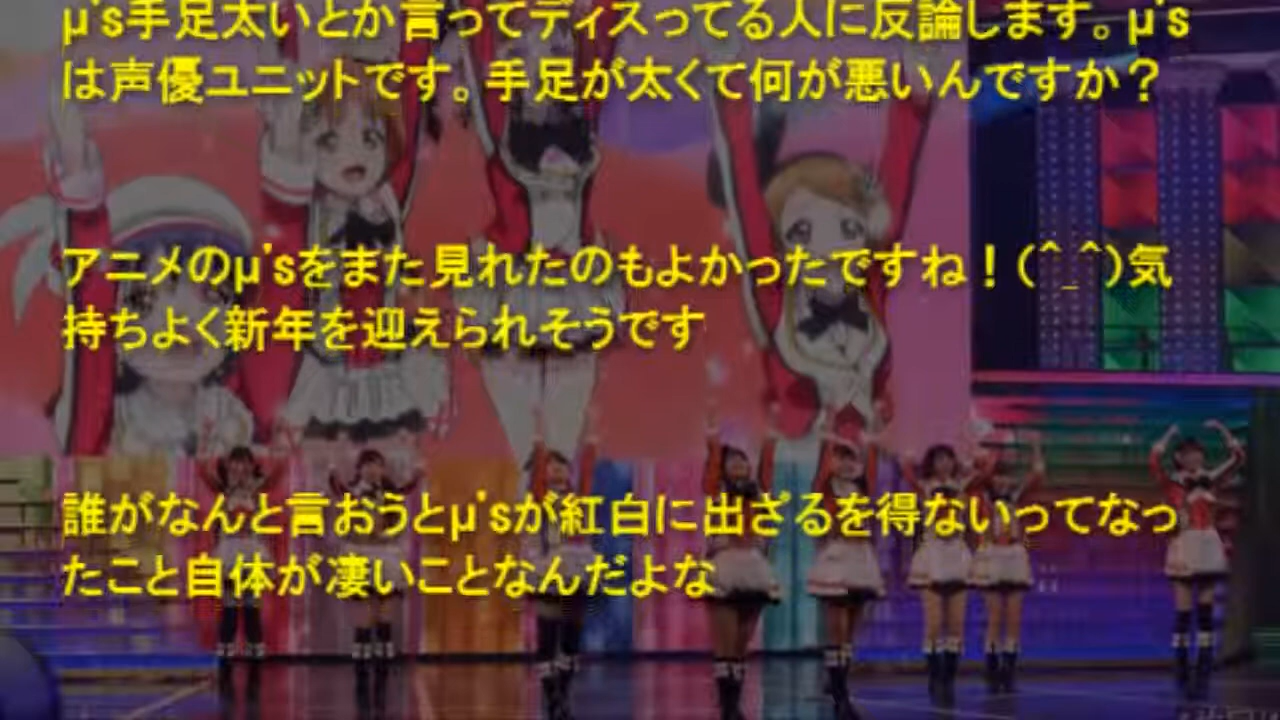 μ's手足太いとか言ってディスってる人に反論します。μ's
は声優ユニットです。手足が太くて何が悪いんですか？
アニメのμ'sをまた見れたのもよかったですね！(^_^)気
持ちよく新年を迎えられそうです
誰がなんと言おうとμ'sが紅白に出ざるを得ないってなっ
たこと自体が凄いことなんだよな